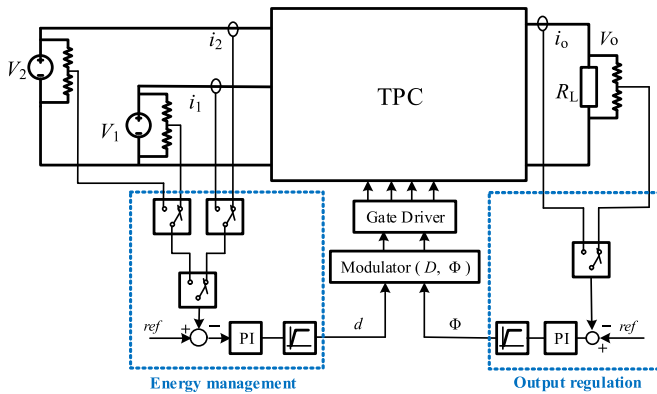 i2
io
Vo
V2
i1
V1
TPC
RL
Gate Driver
Modulator ( D, Φ )
ref
+
−
PI
d
Φ
PI
−
+
ref
Energy management
Output regulation